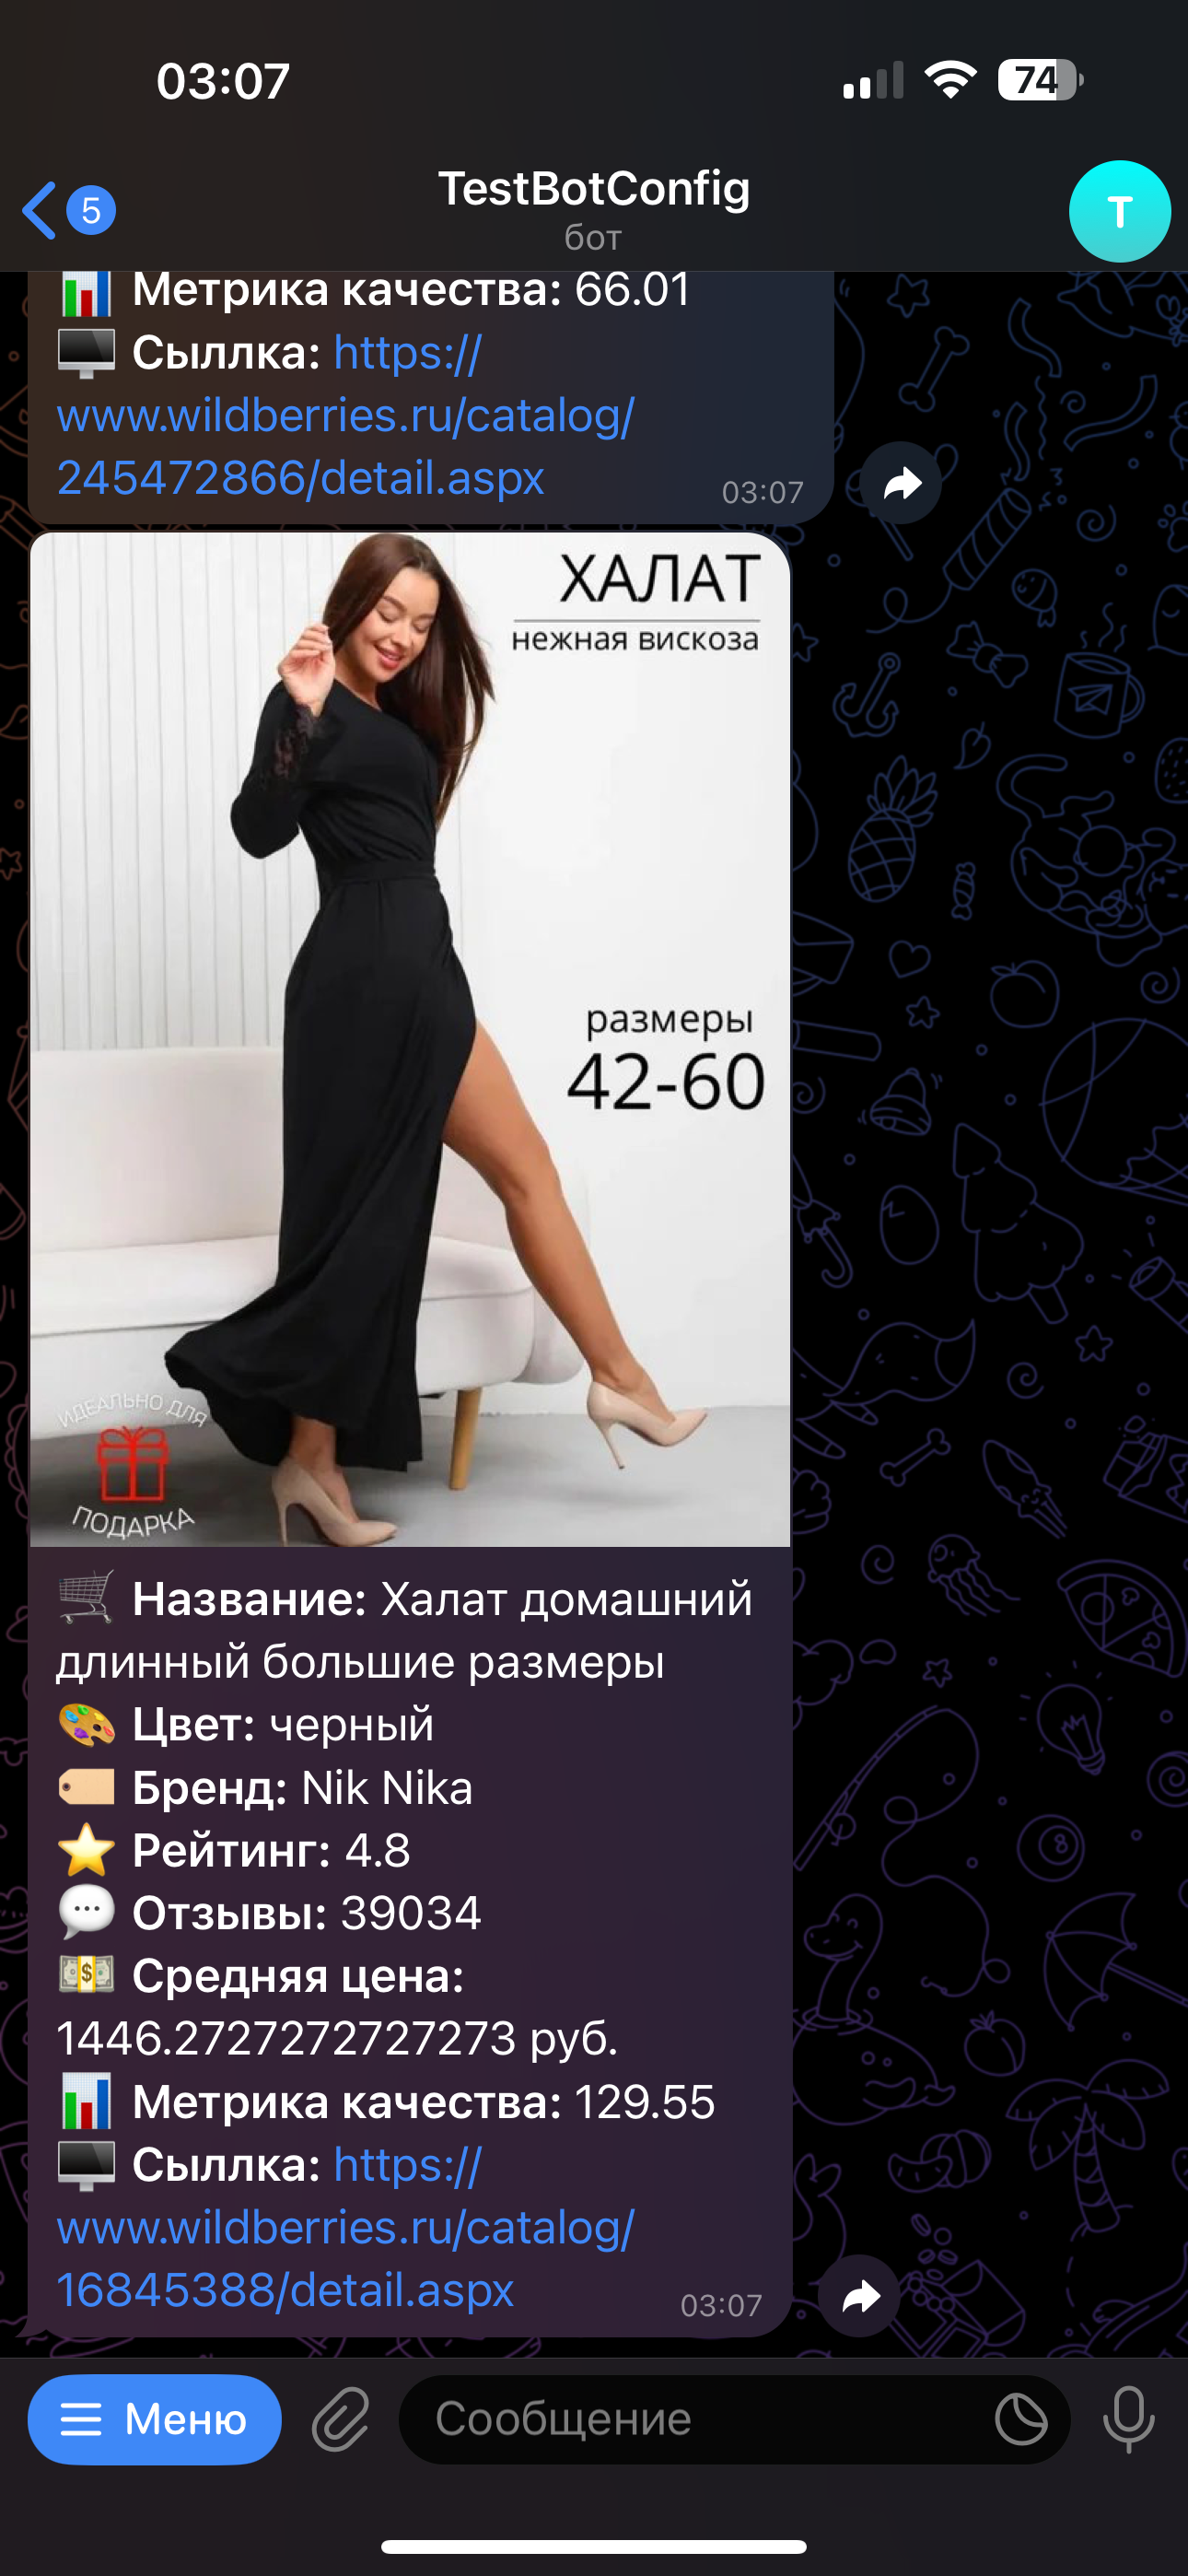 03:07
74
5
TestBotConfig
бот
T
Метрика качества: 66.01
Сыллка: https://
www.wildberries.ru/catalog/
245472866/detail.aspx
03:07
ХАЛАТ
нежная вискоза
размеры
42-60
ИДЕАЛЬНО ДЛЯ
ПОДАРКА
Название: Халат домашний
длинный большие размеры
Цвет: черный
Бренд: Nik Nika
Рейтинг: 4.8
Отзывы: 39034
Средняя цена:
1446.2727272727273 руб.
Метрика качества: 129.55
Сыллка: https://
www.wildberries.ru/catalog/
16845388/detail.aspx
03:07
Меню
Сообщение